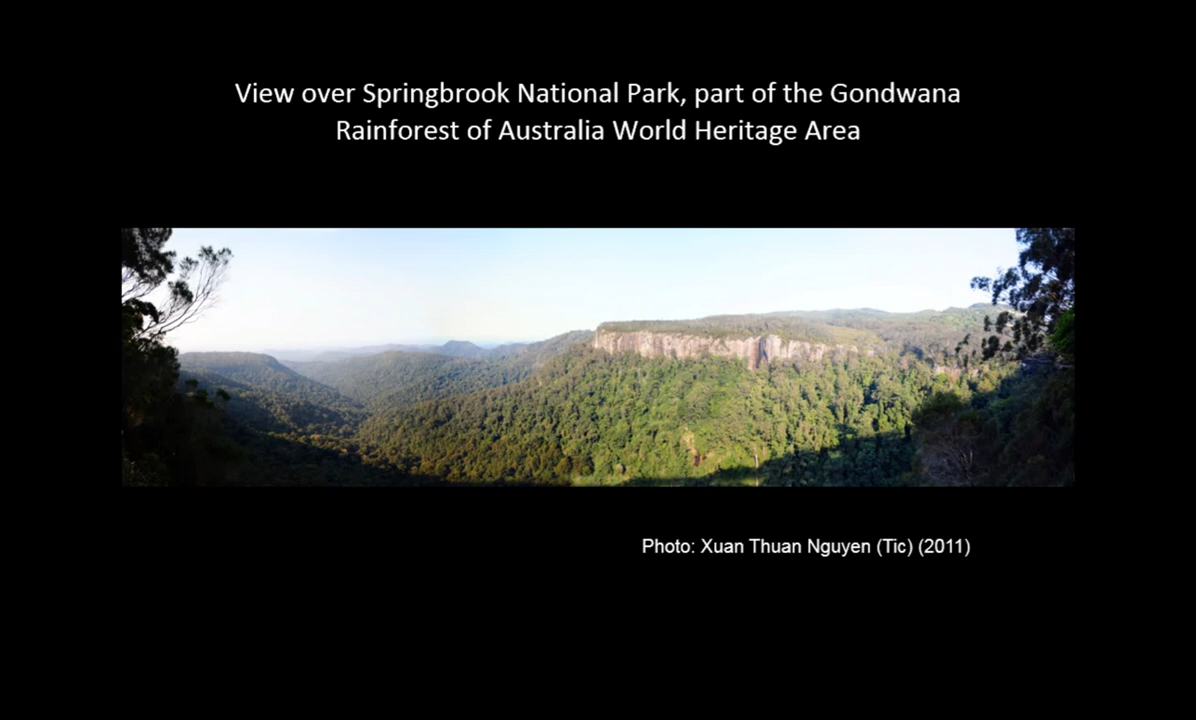 View over Springbrook National Park, part of the Gondwana
Rainforest of Australia World Heritage Area
Photo: Xuan Thuan Nguyen (Tic) (2011)